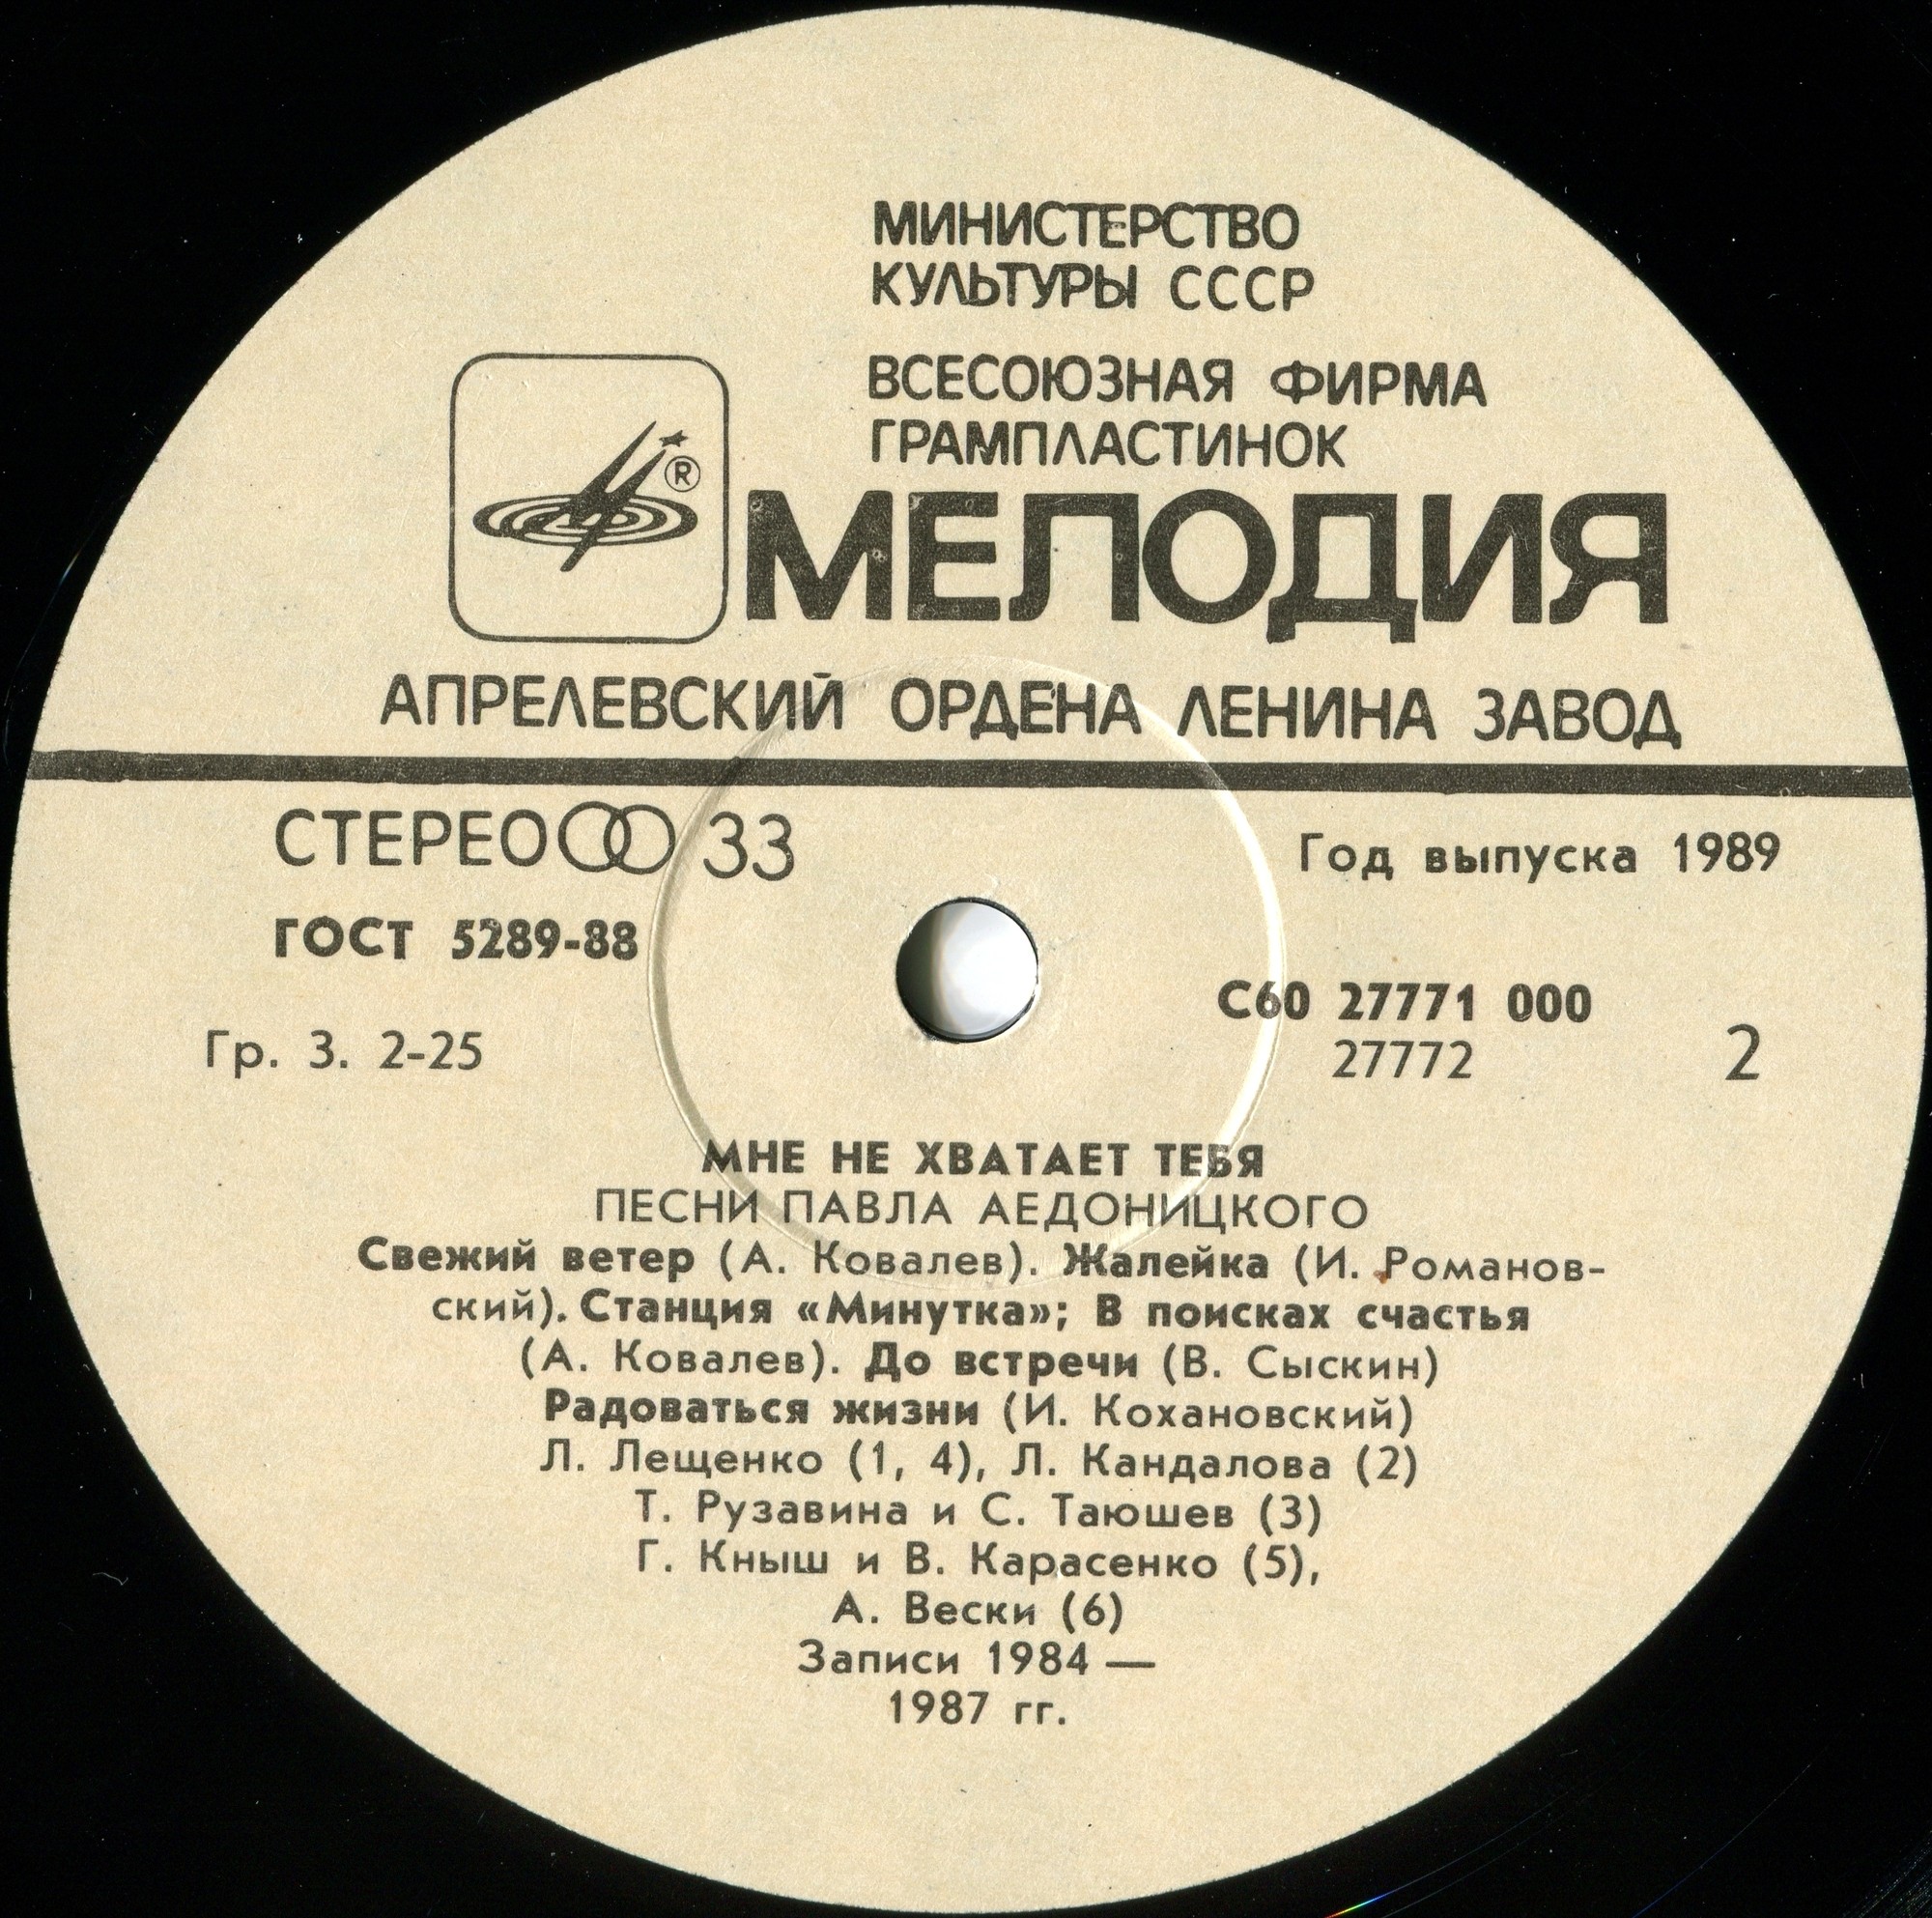 МИНИСТЕРСТВО
КУЛЬТУРЫ СССР
ВСЕСОЮЗНАЯ ФИРМА
ГРАМПЛАСТИНОК
®
МЕЛОДИЯ
АПРЕЛЕВСКИЙ ОРДЕНА ЛЕНИНА ЗАВОД
СТЕРЕО 33
Год выпуска 1989
ГОСТ 5289-88
С60 27771 000
Гр. 3. 2-25
27772
2
МНЕ НЕ ХВАТАЕТ ТЕБЯ
ПЕСНИ ПАВЛА АЕДОНИЦКОГО
Свежий ветер (А. Ковалев). Жалейка (И. Романов-
ский). Станция «Минутка»; В поисках счастья
(А. Ковалев). До встречи (В. Сыскин)
Радоваться жизни (И. Кохановский)
Л. Лещенко (1, 4), Л. Кандалова (2)
Т. Рузавина и С. Таюшев (3)
Г. Кныш и В. Карасенко (5),
А. Вески (6)
Записи 1984 —
1987 гг.